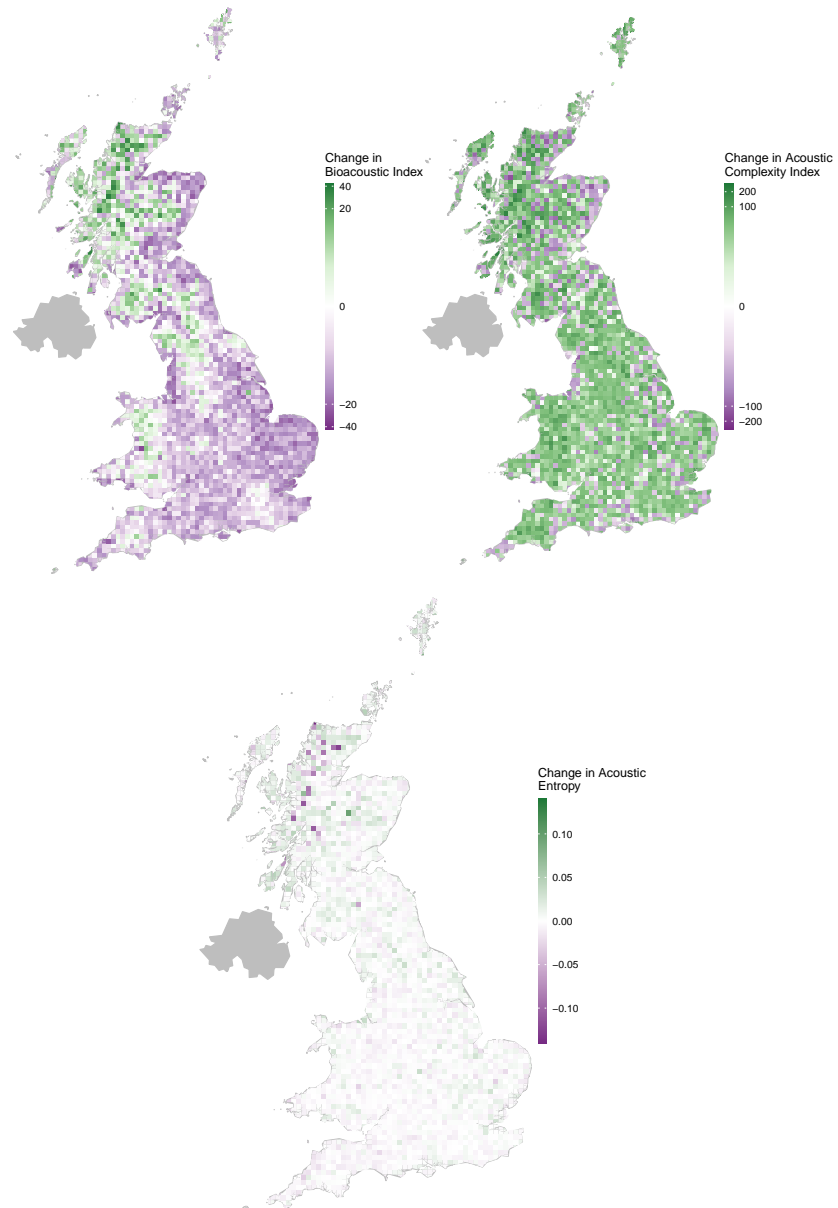 Change in
Bioacoustic Index
40
20
0
−20
−40
Change in Acoustic
Complexity Index
200
100
0
−100
−200
Change in Acoustic
Entropy
0.10
0.05
0.00
−0.05
−0.10